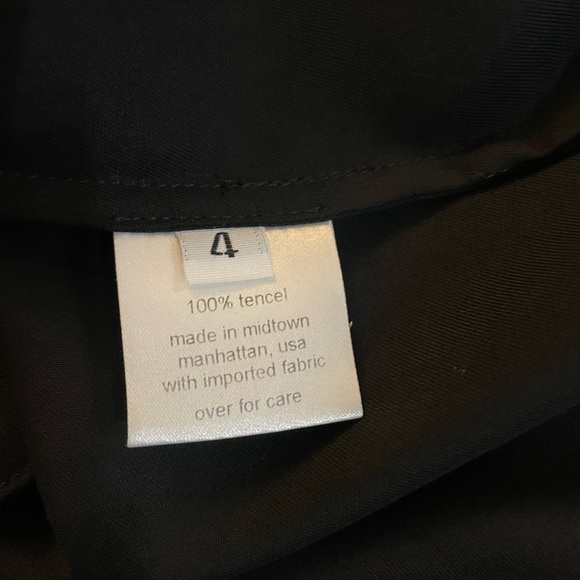 4
100% tencel
made in midtown
manhattan, usa
with imported fabric
over for care